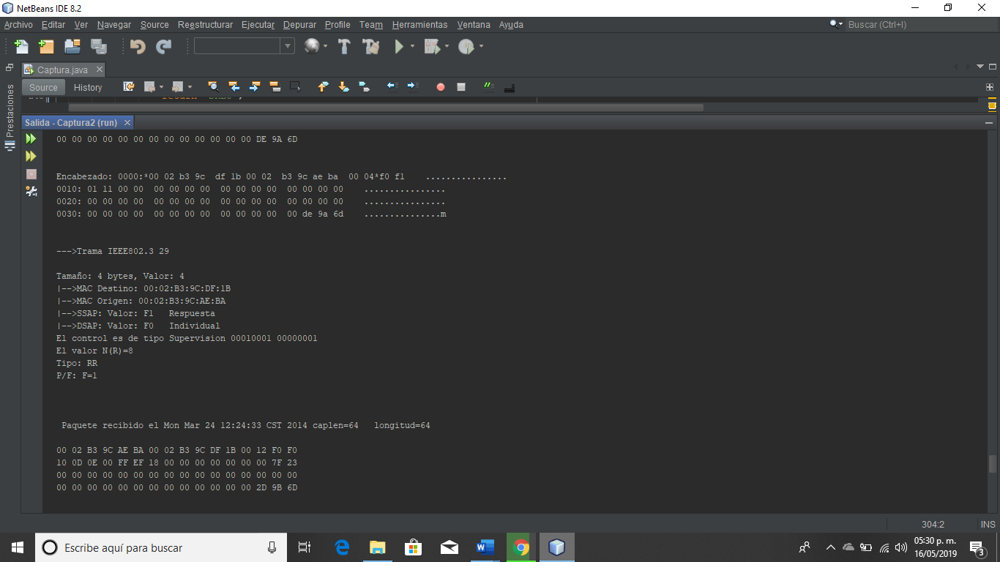 NetBeans IDE 8.2
Archivo Editar Ver Navegar Source Reestructurar Ejecutar Depurar Profile Team Herramientas Ventana Ayuda
Buscar (Ctrl+I)
Captura.java
Source History
Prestaciones
Salida - Captura2 (run)
00 00 00 00 00 00 00 00 00 00 00 00 00 DE 9A 6D
Encabezado: 0000:*00 02 b3 9c  df 1b 00 02  b3 9c ae ba  00 04*f0 f1    ................
0010: 01 11 00 00  00 00 00 00  00 00 00 00  00 00 00 00    ................
0020: 00 00 00 00  00 00 00 00  00 00 00 00  00 00 00 00    ................
0030: 00 00 00 00  00 00 00 00  00 00 00 00  00 de 9a 6d    ...............m
--->Trama IEEE802.3 29
Tamaño: 4 bytes, Valor: 4
|-->MAC Destino: 00:02:B3:9C:DF:1B
|-->MAC Origen: 00:02:B3:9C:AE:BA
|-->SSAP: Valor: F1   Respuesta
|-->DSAP: Valor: F0   Individual
El control es de tipo Supervision 00010001 00000001
El valor N(R)=8
Tipo: RR
P/F: F=1
Paquete recibido el Mon Mar 24 12:24:33 CST 2014 caplen=64   longitud=64
00 02 B3 9C AE BA 00 02 B3 9C DF 1B 00 12 F0 F0
10 0D 0E 00 FF EF 18 00 00 00 00 00 00 00 7F 23
00 00 00 00 00 00 00 00 00 00 00 00 00 00 00 00
00 00 00 00 00 00 00 00 00 00 00 00 00 2D 9B 6D
304:2 INS
Escribe aquí para buscar
05:30 p. m.
16/05/2019
3